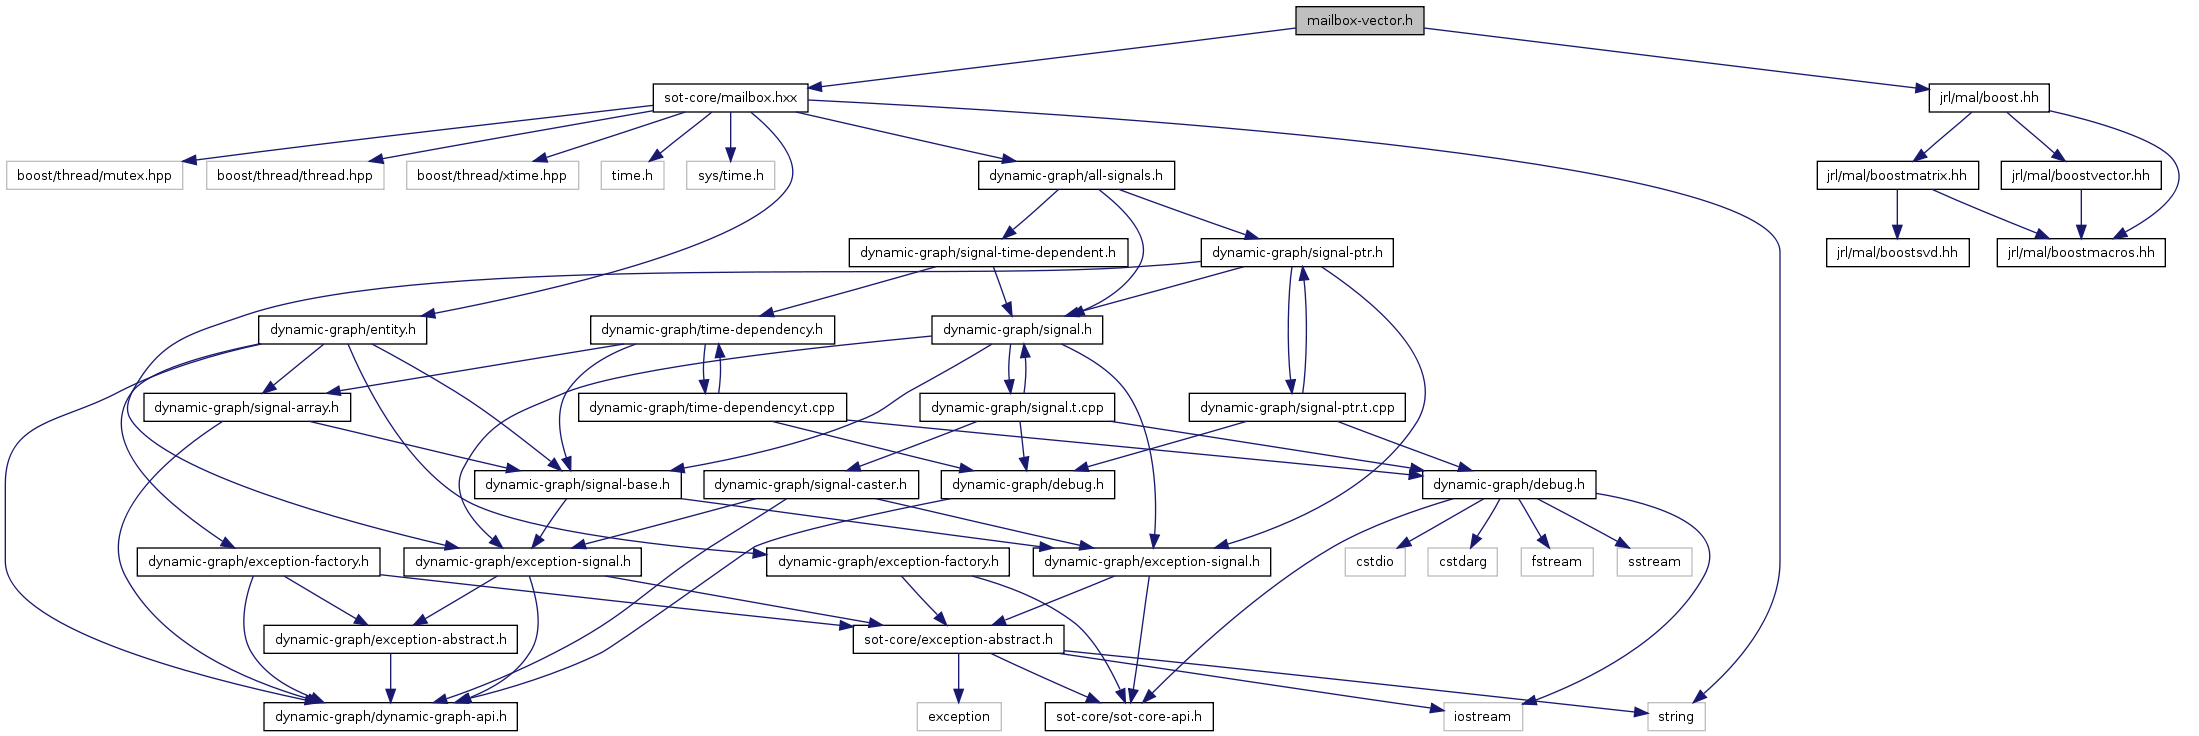 mailbox-vector.h
sot-core/mailbox.hxx
jrl/mal/boost.hh
boost/thread/mutex.hpp
boost/thread/thread.hpp
boost/thread/xtime.hpp
time.h
sys/time.h
dynamic-graph/all-signals.h
jrl/mal/boostmatrix.hh
jrl/mal/boostvector.hh
dynamic-graph/signal-time-dependent.h
dynamic-graph/signal-ptr.h
jrl/mal/boostsvd.hh
jrl/mal/boostmacros.hh
dynamic-graph/entity.h
dynamic-graph/time-dependency.h
dynamic-graph/signal.h
dynamic-graph/signal-array.h
dynamic-graph/time-dependency.t.cpp
dynamic-graph/signal.t.cpp
dynamic-graph/signal-ptr.t.cpp
dynamic-graph/signal-base.h
dynamic-graph/signal-caster.h
dynamic-graph/debug.h
dynamic-graph/debug.h
dynamic-graph/exception-factory.h
dynamic-graph/exception-signal.h
dynamic-graph/exception-factory.h
dynamic-graph/exception-signal.h
cstdio
cstdarg
fstream
sstream
dynamic-graph/exception-abstract.h
sot-core/exception-abstract.h
dynamic-graph/dynamic-graph-api.h
exception
sot-core/sot-core-api.h
iostream
string